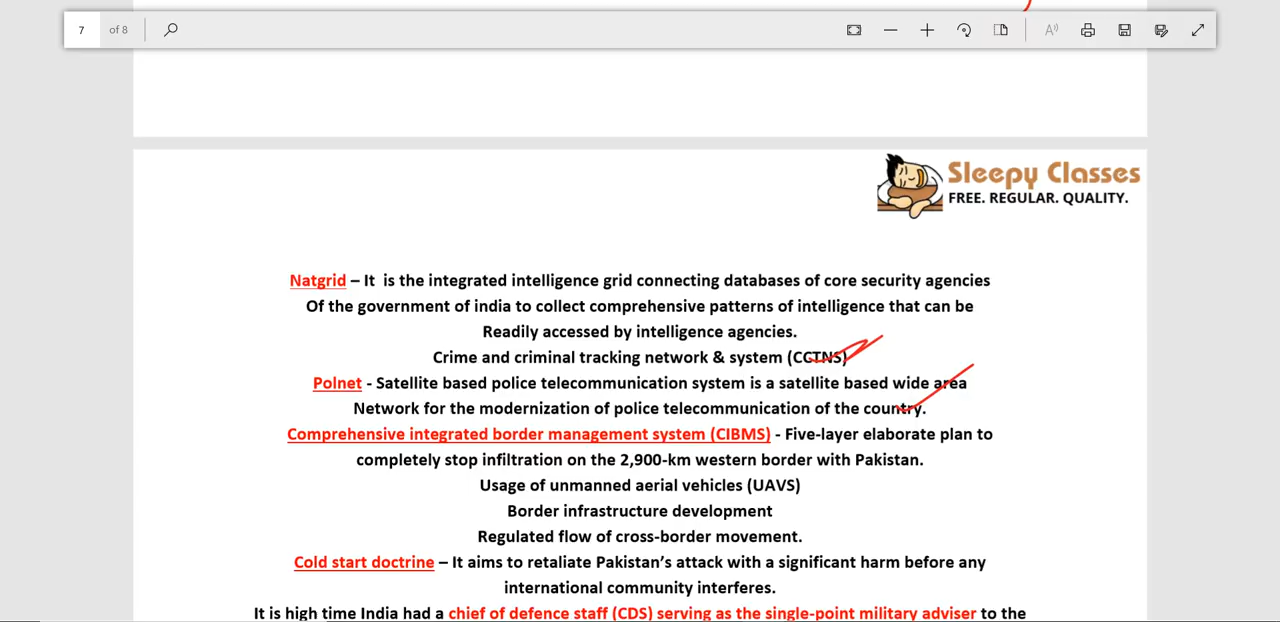 7 of 8
Sleepy Classes
FREE. REGULAR. QUALITY.
Natgrid – It is the integrated intelligence grid connecting databases of core security agencies
Of the government of india to collect comprehensive patterns of intelligence that can be
Readily accessed by intelligence agencies.
Crime and criminal tracking network & system (CCTNS)
Polnet - Satellite based police telecommunication system is a satellite based wide area
Network for the modernization of police telecommunication of the country.
Comprehensive integrated border management system (CIBMS) - Five-layer elaborate plan to
completely stop infiltration on the 2,900-km western border with Pakistan.
Usage of unmanned aerial vehicles (UAVS)
Border infrastructure development
Regulated flow of cross-border movement.
Cold start doctrine – It aims to retaliate Pakistan’s attack with a significant harm before any
international community interferes.
It is high time India had a chief of defence staff (CDS) serving as the single-point military adviser to the